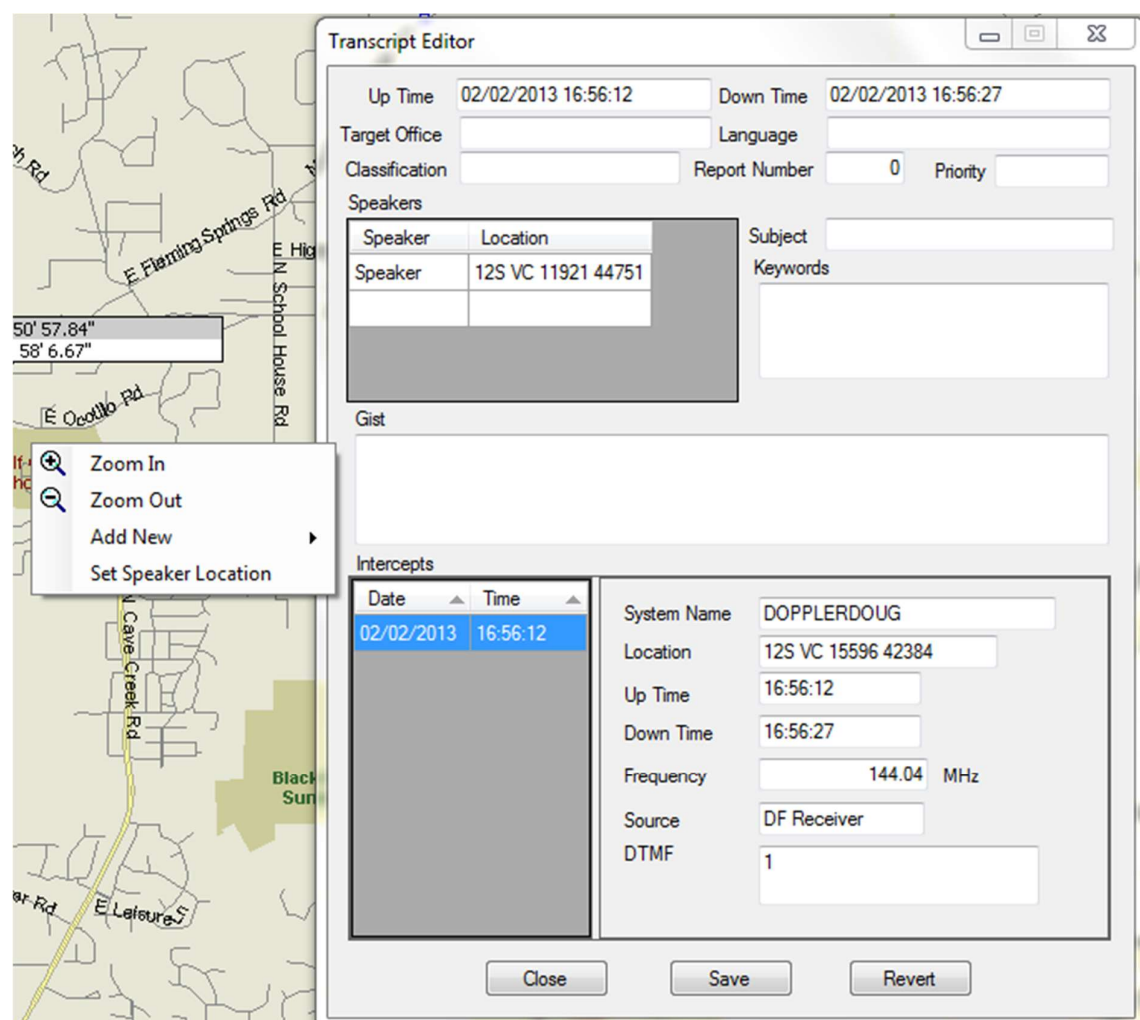 Transcript Editor
Up Time 02/02/2013 16:56:12 Down Time 02/02/2013 16:56:27
Target Office Language
Classification Report Number 0 Priority
Speakers
Speaker Location
Speaker 12S VC 11921 44751
Subject
Keywords
Gist
Intercepts
Date Time
02/02/2013 16:56:12
System Name DOPPLERDOUG
Location 12S VC 15596 42384
Up Time 16:56:12
Down Time 16:56:27
Frequency 144.04 MHz
Source DF Receiver
DTMF 1
Close Save Revert
Rd
E Fleming Springs Rd
E Hig
N School House Rd
50' 57.84"
58' 6.67"
E Ocotillo Rd
Zoom In
Zoom Out
Add New
Set Speaker Location
N Cave Creek Rd
Black
Sun
Rd
E Leisure